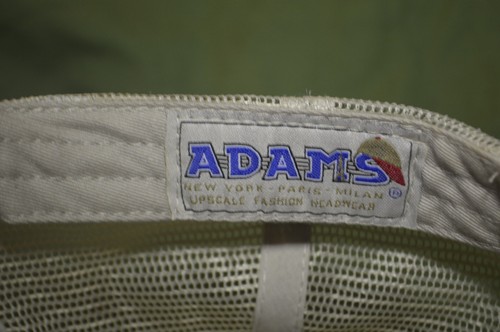 ADAMS
NEW YORK - PARIS - MILAN ®
UPSCALE FASHION HEADWEAR